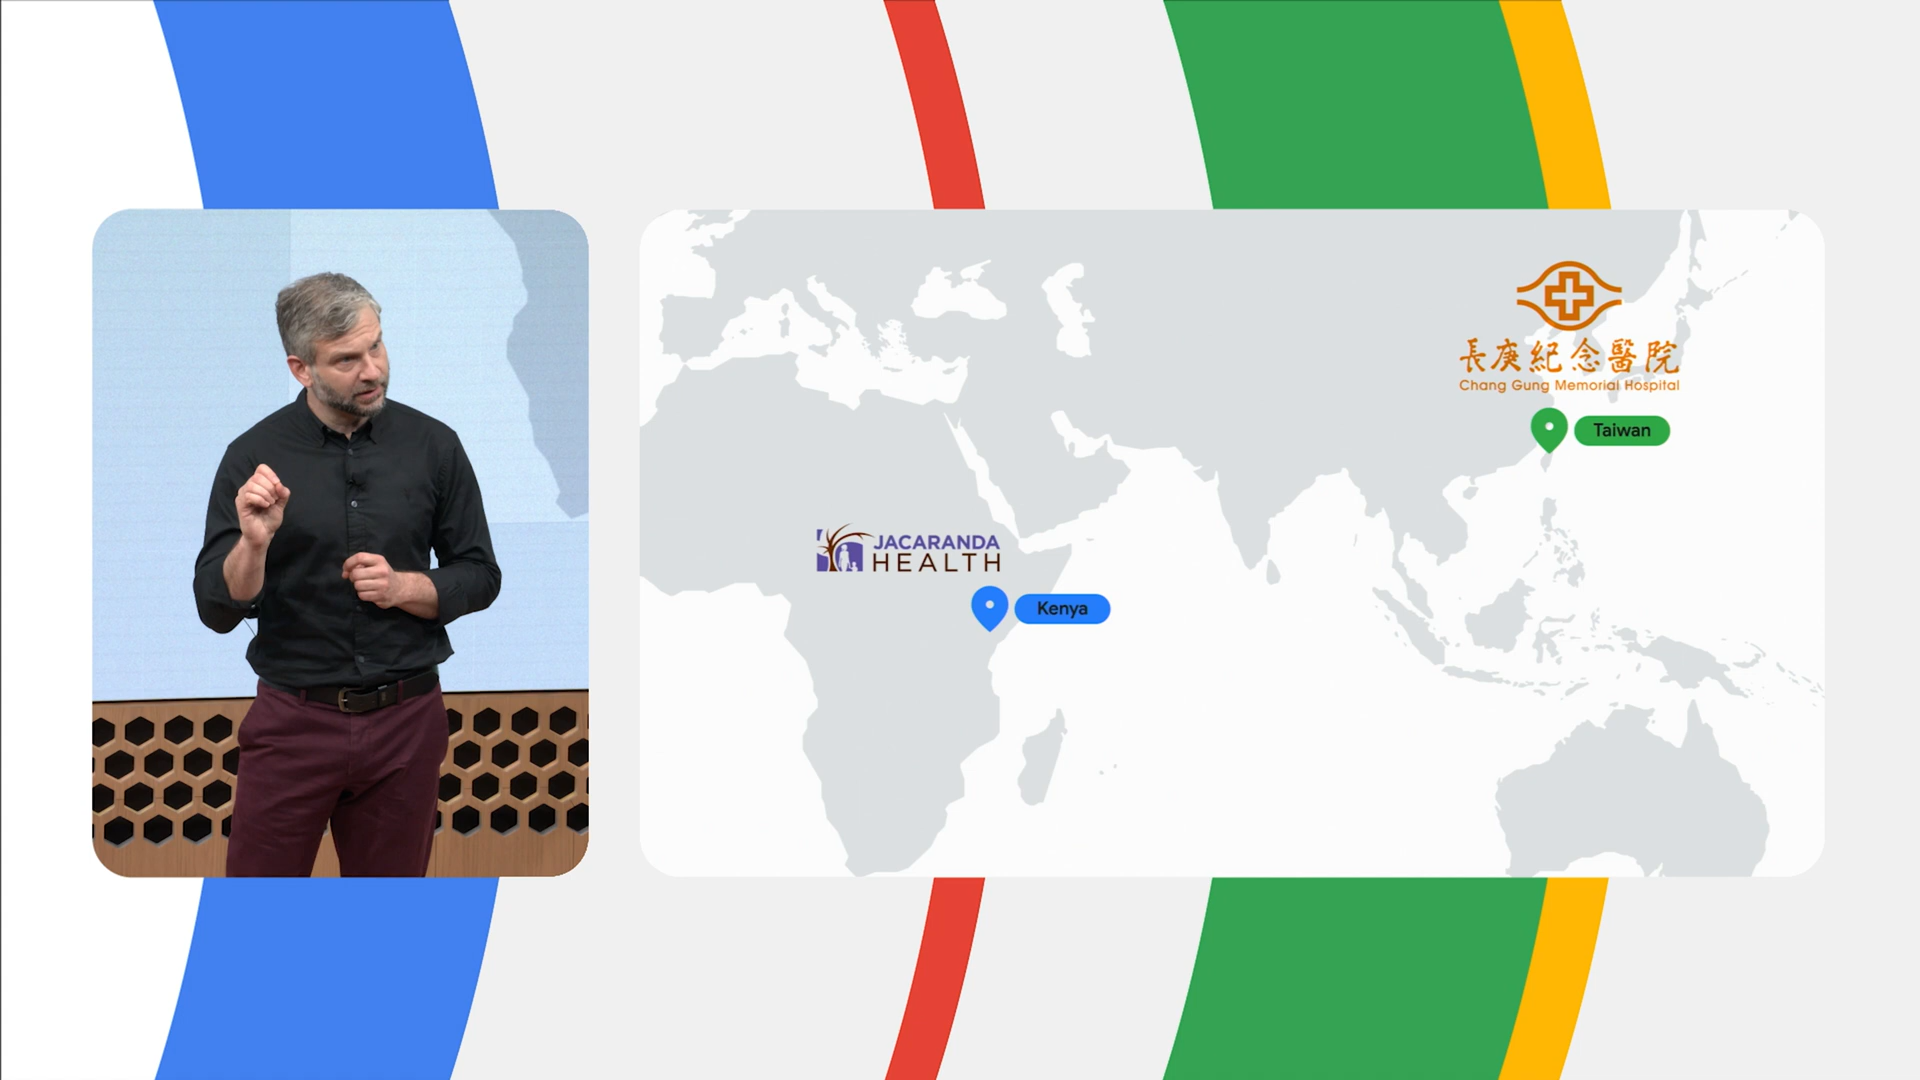 長庚紀念醫院
Chang Gung Memorial Hospital
Taiwan
JACARANDA
HEALTH
Kenya